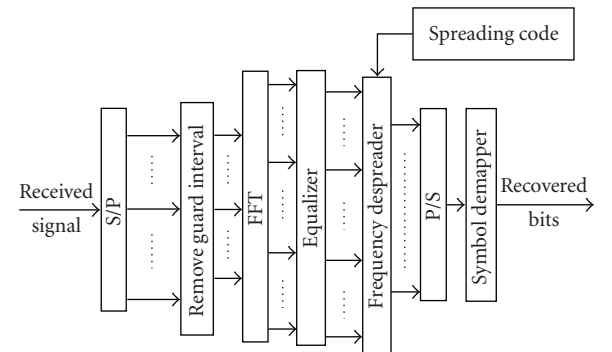 Spreading code
Received
signal
S/P
Remove guard interval
FFT
Equalizer
Frequency despreader
P/S
Symbol demapper
Recovered
bits